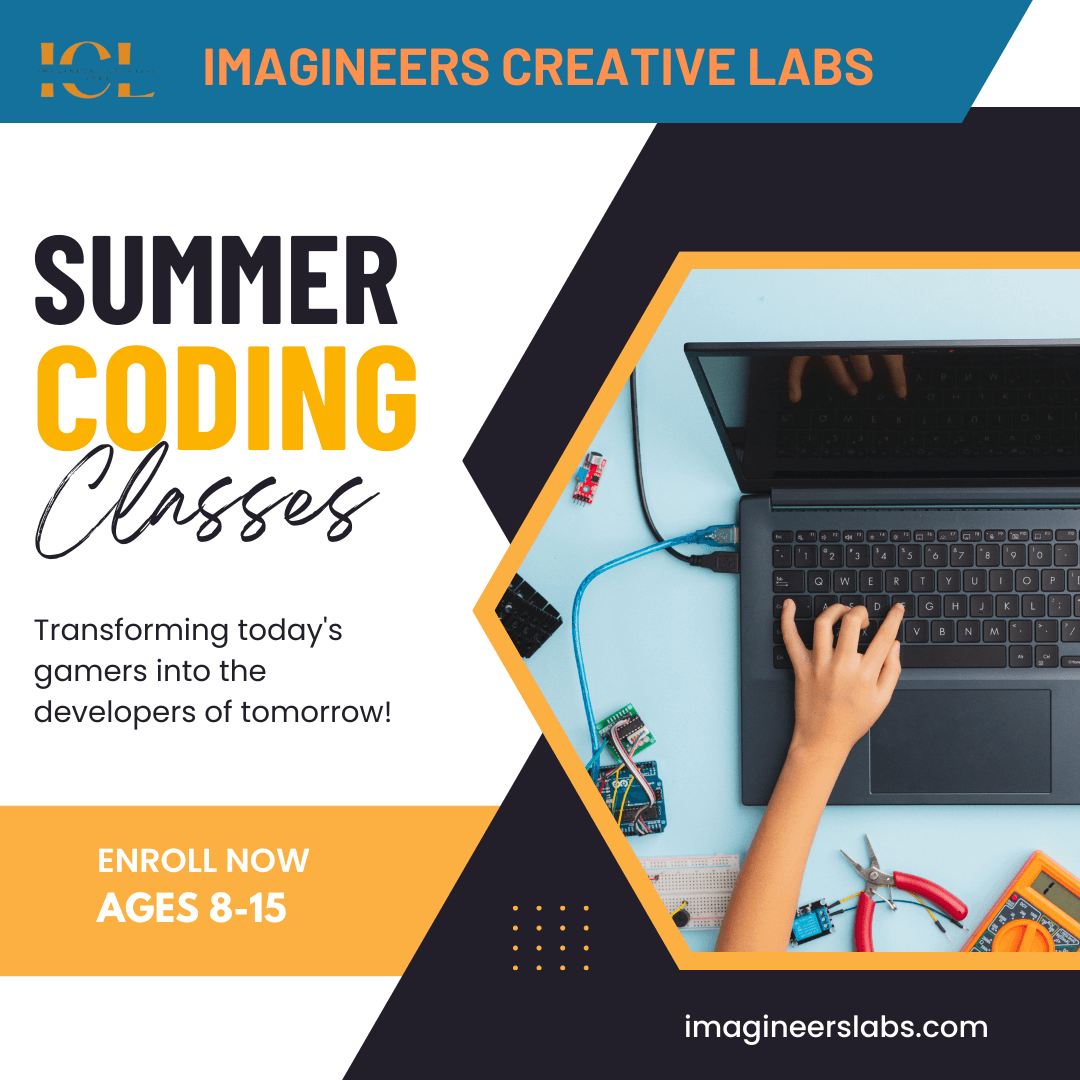 ICL
IMAGINEERS CREATIVE LABS
SUMMER
CODING
Classes
Transforming today's
gamers into the
developers of tomorrow!
ENROLL NOW
AGES 8-15
imagineerslabs.com